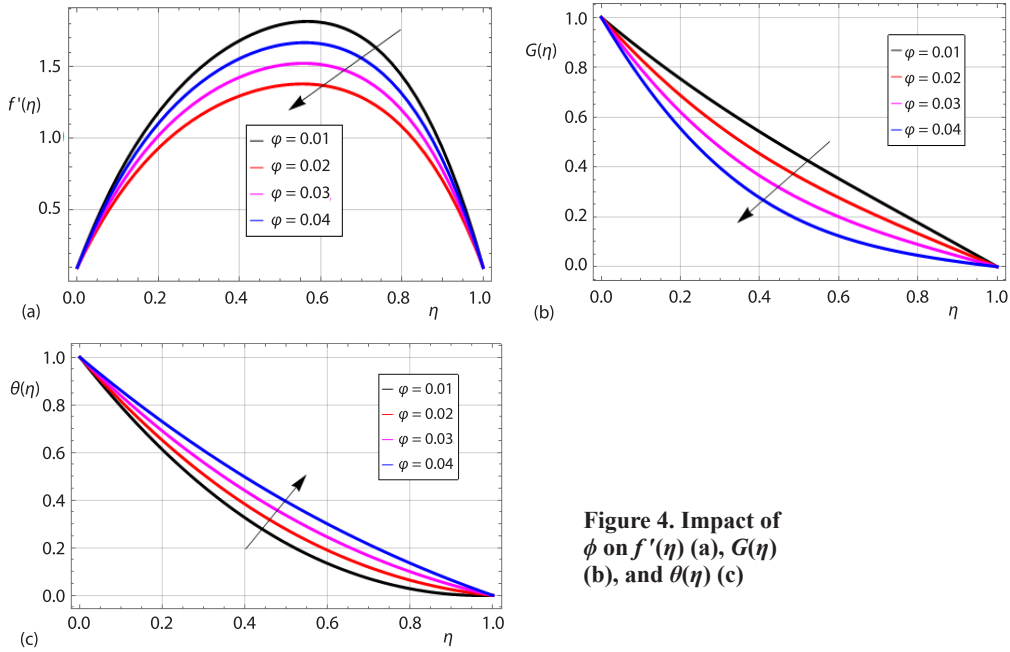 1.5
f '(η)
1.0
0.5
φ = 0.01
φ = 0.02
φ = 0.03
φ = 0.04
0.0 0.2 0.4 0.6 0.8 1.0
(a)
η
1.0
G(η)
0.8
0.6
0.4
0.2
0.0
φ = 0.01
φ = 0.02
φ = 0.03
φ = 0.04
0.0 0.2 0.4 0.6 0.8 1.0
(b)
η
1.0
θ(η)
0.8
0.6
0.4
0.2
0.0
φ = 0.01
φ = 0.02
φ = 0.03
φ = 0.04
0.0 0.2 0.4 0.6 0.8 1.0
(c)
η
Figure 4. Impact of
ϕ on f '(η) (a), G(η)
(b), and θ(η) (c)